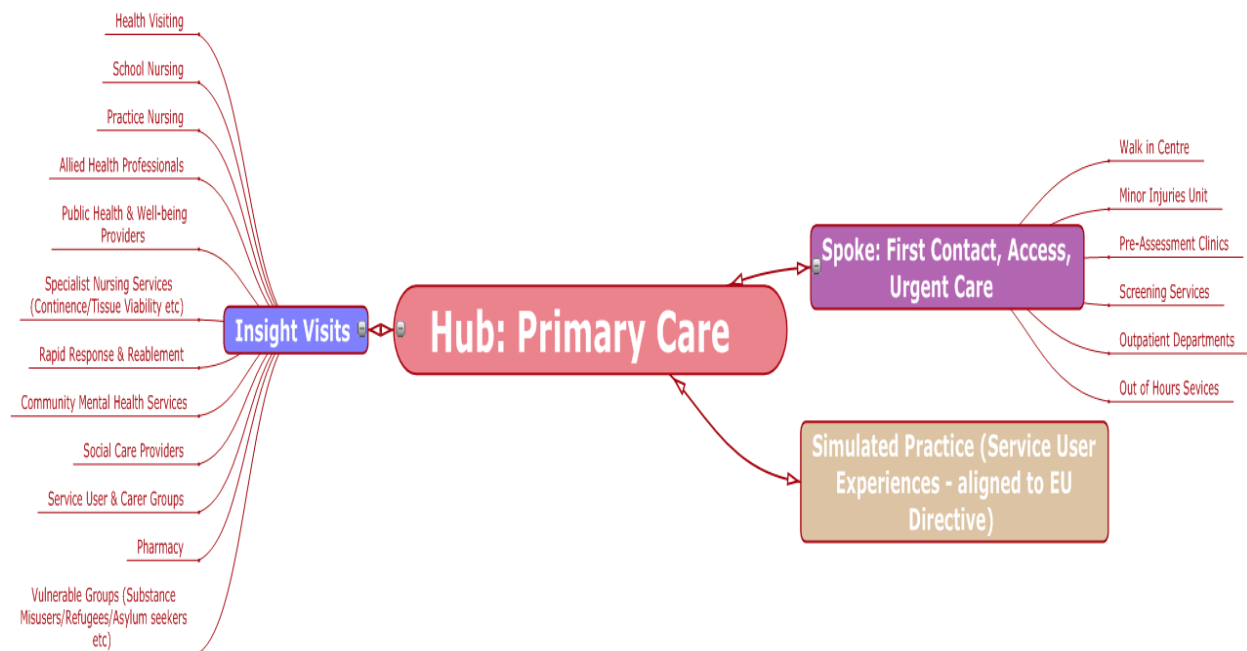 Health Visiting
School Nursing
Practice Nursing
Allied Health Professionals
Public Health & Well-being
Providers
Specialist Nursing Services
(Continence/Tissue Viability etc)
Rapid Response & Reablement
Community Mental Health Services
Social Care Providers
Service User & Carer Groups
Pharmacy
Vulnerable Groups (Substance
Misusers/Refugees/Asylum seekers
etc)
Insight Visits
Hub: Primary Care
Spoke: First Contact, Access,
Urgent Care
Walk in Centre
Minor Injuries Unit
Pre-Assessment Clinics
Screening Services
Outpatient Departments
Out of Hours Sevices
Simulated Practice (Service User
Experiences - aligned to EU
Directive)